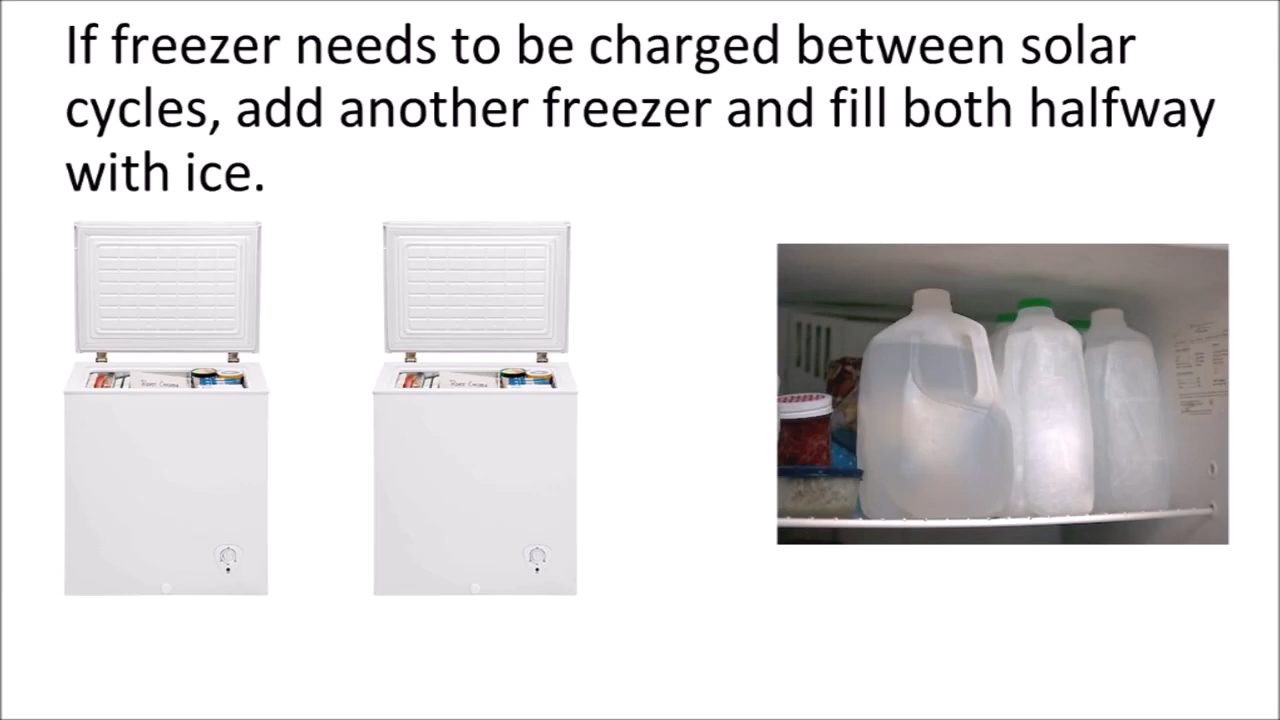 If freezer needs to be charged between solar
cycles, add another freezer and fill both halfway
with ice.